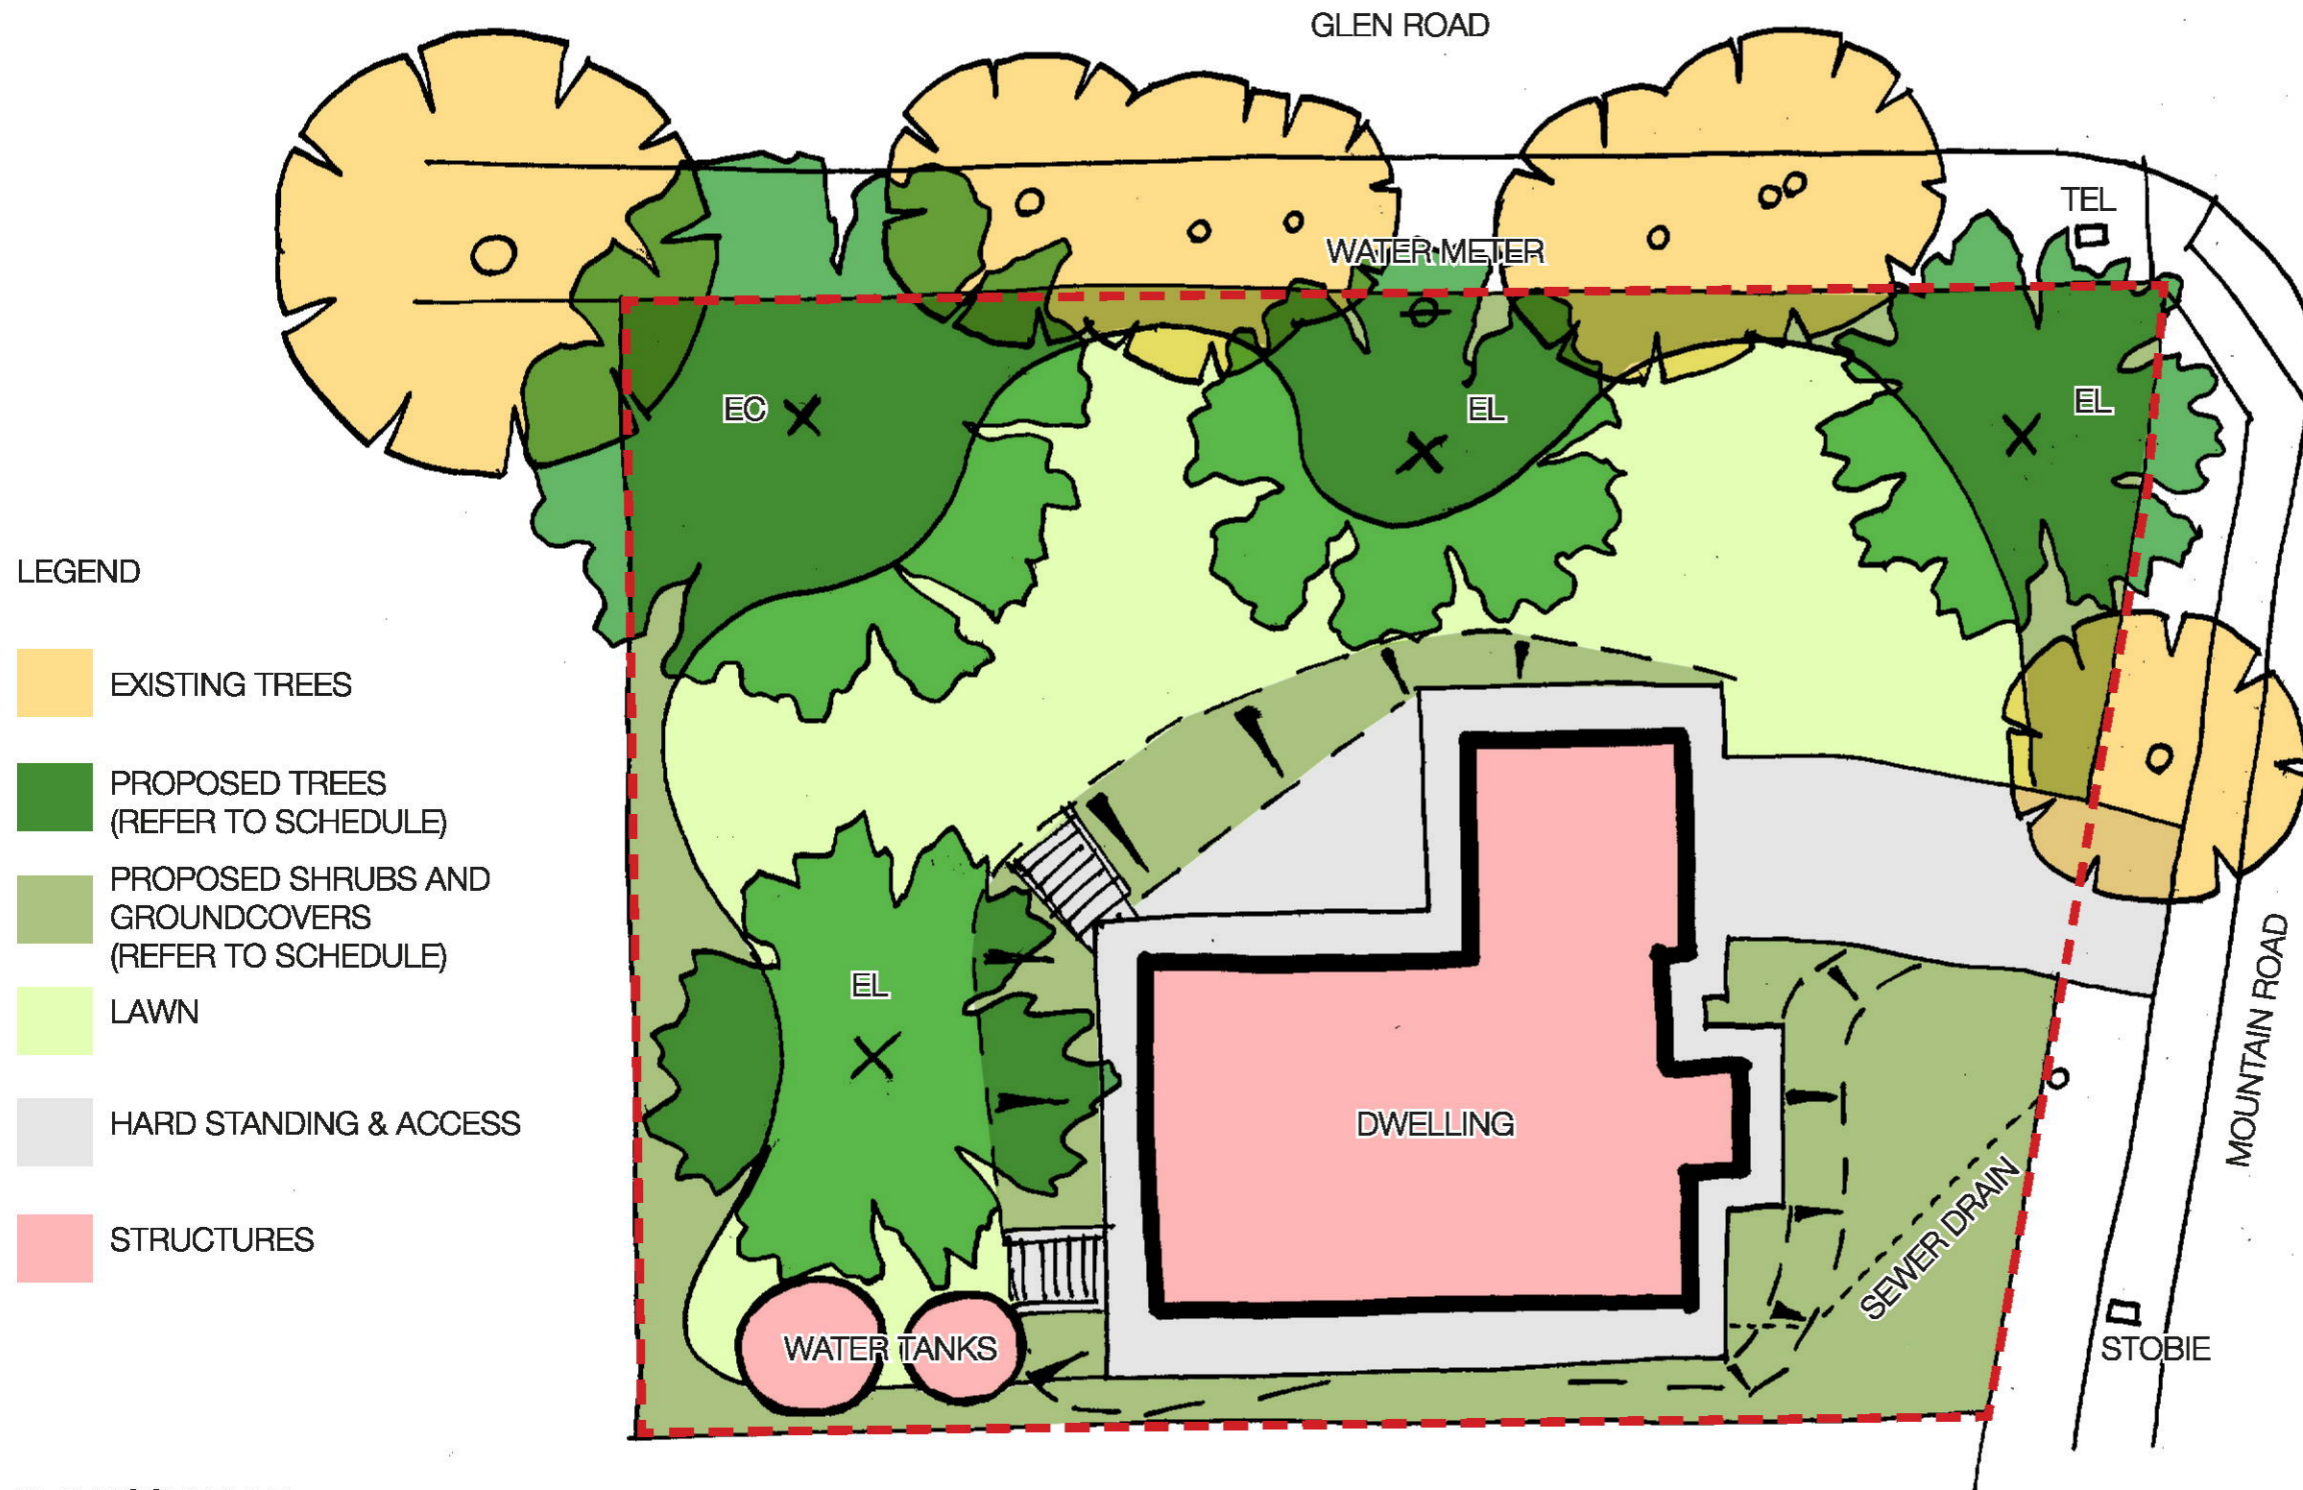 GLEN ROAD
TEL
WATER METER
EC
EL
EL
LEGEND
EXISTING TREES
PROPOSED TREES
(REFER TO SCHEDULE)
PROPOSED SHRUBS AND
GROUNDCOVERS
(REFER TO SCHEDULE)
LAWN
HARD STANDING & ACCESS
STRUCTURES
EL
DWELLING
MOUNTAIN ROAD
SEWER DRAIN
WATER TANKS
STOBIE